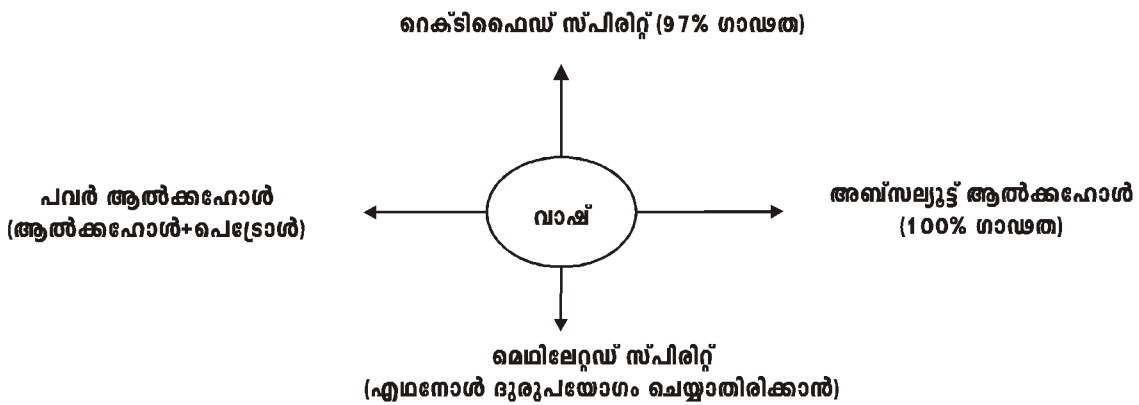 റെക്ടിഫൈഡ് സ്പിരിറ്റ് (97% ഗാഢത)
പവർ ആൽക്കഹോൾ
(ആൽക്കഹോൾ+പെട്രോൾ)
വാഷ്
അബ്സല്യൂട്ട് ആൽക്കഹോൾ
(100% ഗാഢത)
മെഥിലേറ്റഡ് സ്പിരിറ്റ്
(എഥനോൾ ദുരുപയോഗം ചെയ്യാതിരിക്കാൻ)